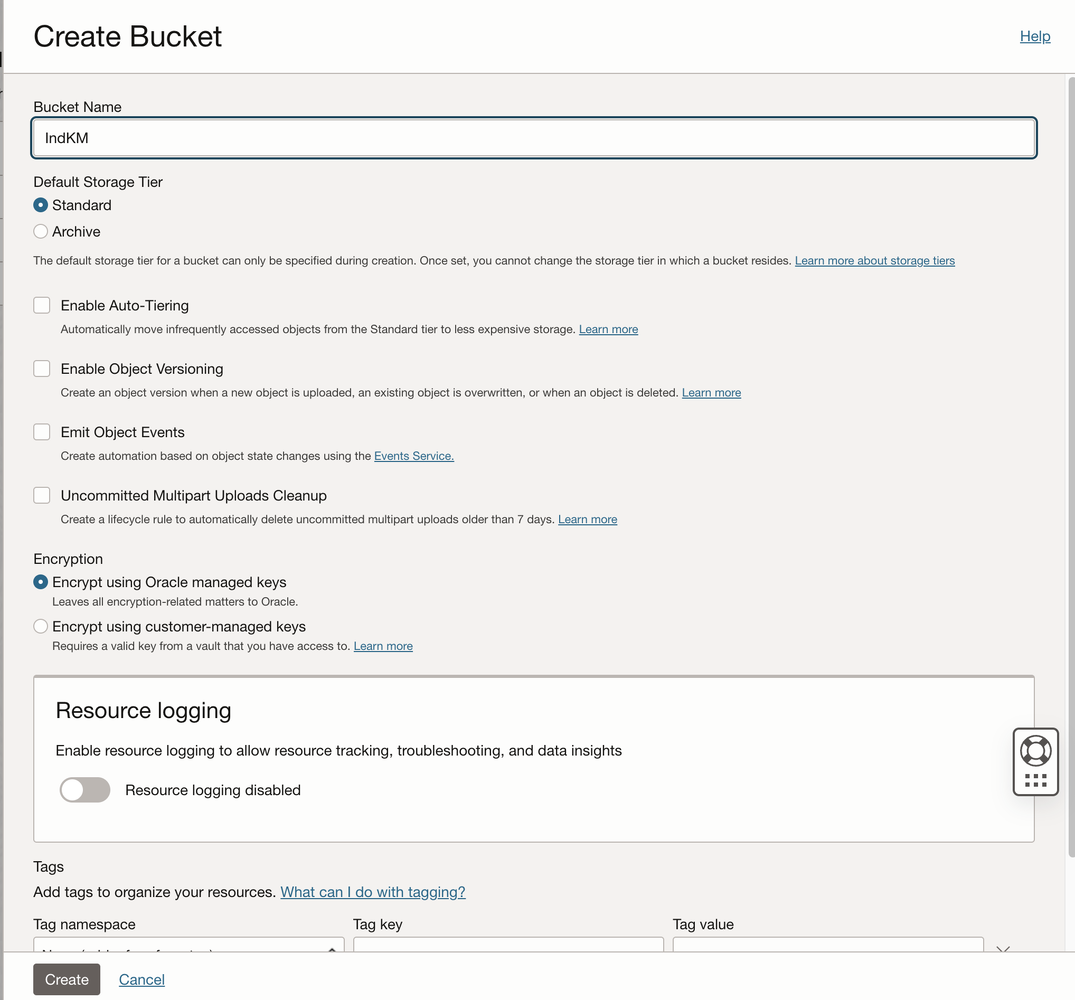 Create Bucket
Help
Bucket Name
IndKM
Default Storage Tier
Standard
Archive
The default storage tier for a bucket can only be specified during creation. Once set, you cannot change the storage tier in which a bucket resides. Learn more about storage tiers
Enable Auto-Tiering
Automatically move infrequently accessed objects from the Standard tier to less expensive storage. Learn more
Enable Object Versioning
Create an object version when a new object is uploaded, an existing object is overwritten, or when an object is deleted. Learn more
Emit Object Events
Create automation based on object state changes using the Events Service.
Uncommitted Multipart Uploads Cleanup
Create a lifecycle rule to automatically delete uncommitted multipart uploads older than 7 days. Learn more
Encryption
Encrypt using Oracle managed keys
Leaves all encryption-related matters to Oracle.
Encrypt using customer-managed keys
Requires a valid key from a vault that you have access to. Learn more
Resource logging
Enable resource logging to allow resource tracking, troubleshooting, and data insights
Resource logging disabled
Tags
Add tags to organize your resources. What can I do with tagging?
Tag namespace Tag key Tag value
Create Cancel